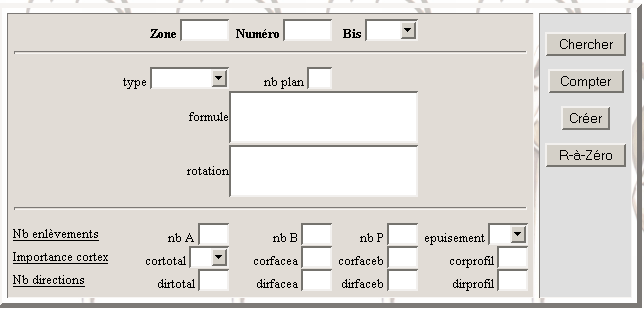 Zone Numéro Bis
type nb plan
formule
rotation
Nb enlèvements nb A nb B nb P epuisement
Importance cortex cortotal corfacea corfaceb corprofil
Nb directions dirtotal dirfacea dirfaceb dirprofil
Chercher
Compter
Créer
R-à-Zéro